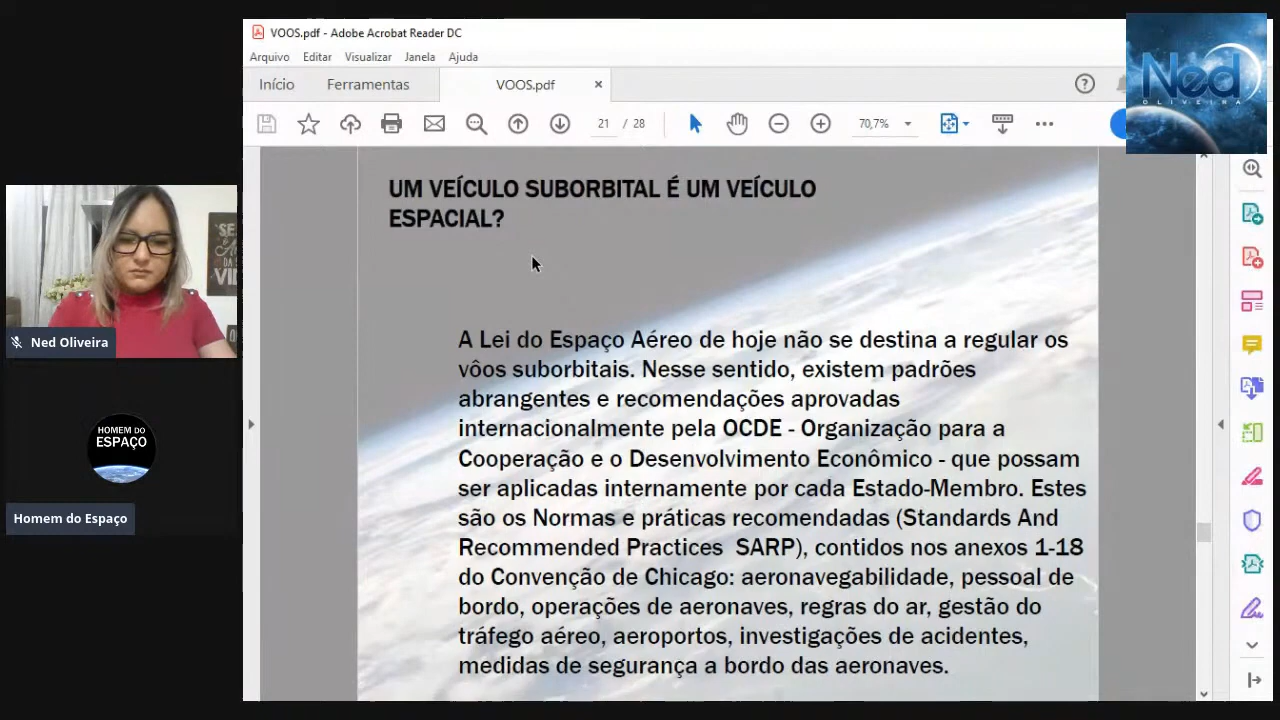 VOOS.pdf - Adobe Acrobat Reader DC
Arquivo Editar Visualizar Janela Ajuda
Início Ferramentas VOOS.pdf
21 / 28 70,7%
Ned
OLIVEIRA
UM VEÍCULO SUBORBITAL É UM VEÍCULO
ESPACIAL?
A Lei do Espaço Aéreo de hoje não se destina a regular os
vôos suborbitais. Nesse sentido, existem padrões
abrangentes e recomendações aprovadas
internacionalmente pela OCDE - Organização para a
Cooperação e o Desenvolvimento Econômico - que possam
ser aplicadas internamente por cada Estado-Membro. Estes
são os Normas e práticas recomendadas (Standards And
Recommended Practices SARP), contidos nos anexos 1-18
do Convenção de Chicago: aeronavegabilidade, pessoal de
bordo, operações de aeronaves, regras do ar, gestão do
tráfego aéreo, aeroportos, investigações de acidentes,
medidas de segurança a bordo das aeronaves.
Ned Oliveira
HOMEM DO
ESPAÇO
Homem do Espaço